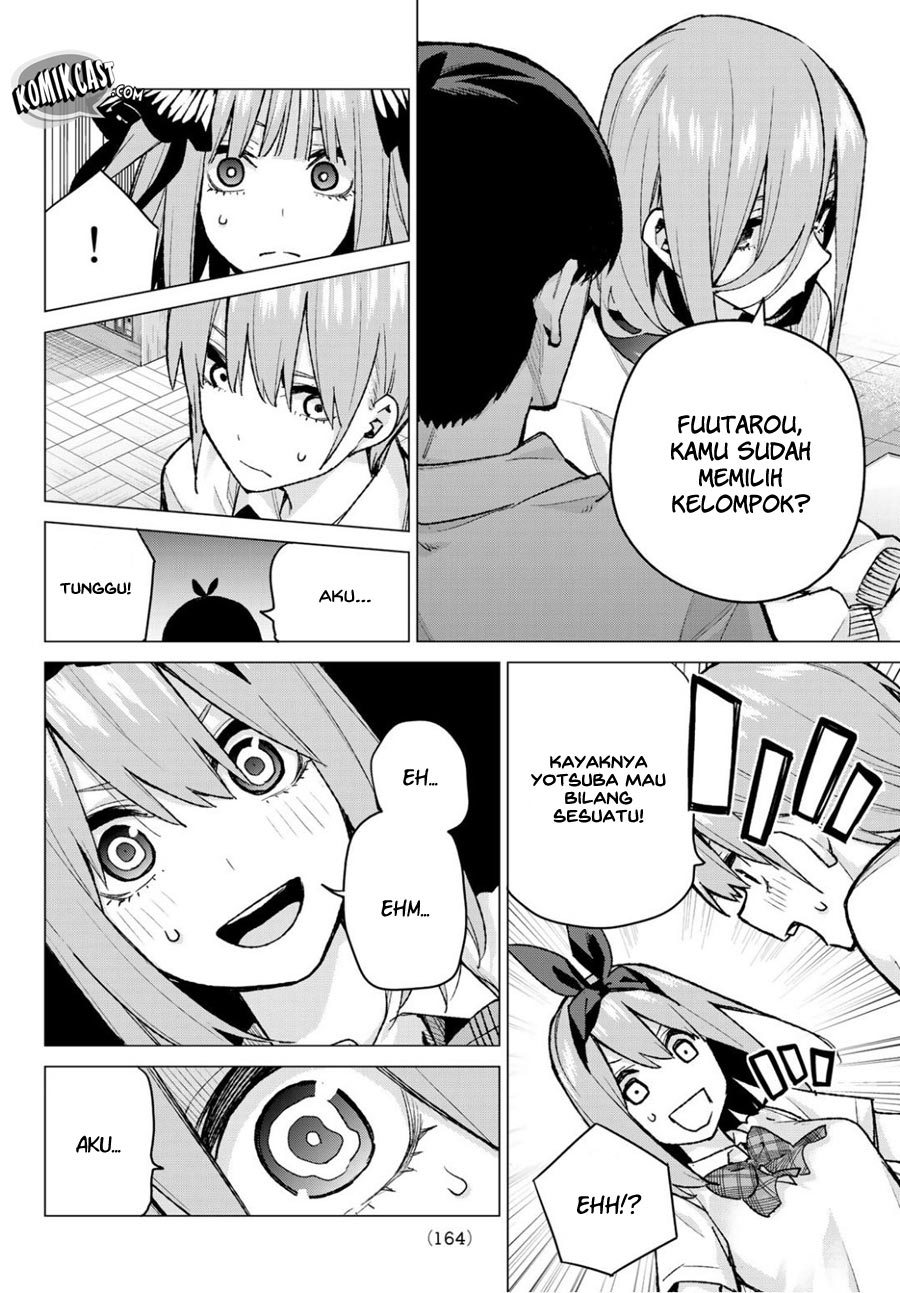 KOMIKCAST
.COM
FUUTAROU,
KAMU SUDAH
MEMILIH
KELOMPOK?
!
AKU...
TUNGGU!
KAYAKNYA
YOTSUBA MAU
BILANG
SESUATU!
EHH!?
EH...
EHM...
AKU...
(164)